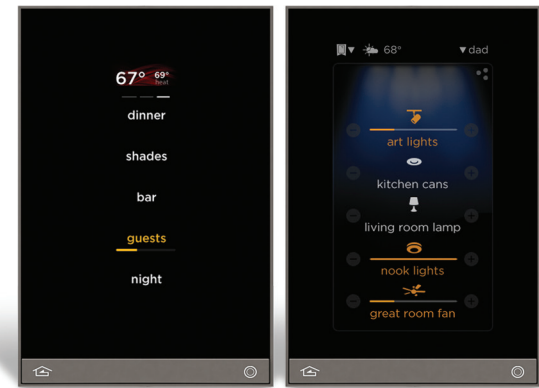 67° 69°
heat
dinner
shades
bar
guests
night
68° dad
art lights
kitchen cans
living room lamp
nook lights
great room fan